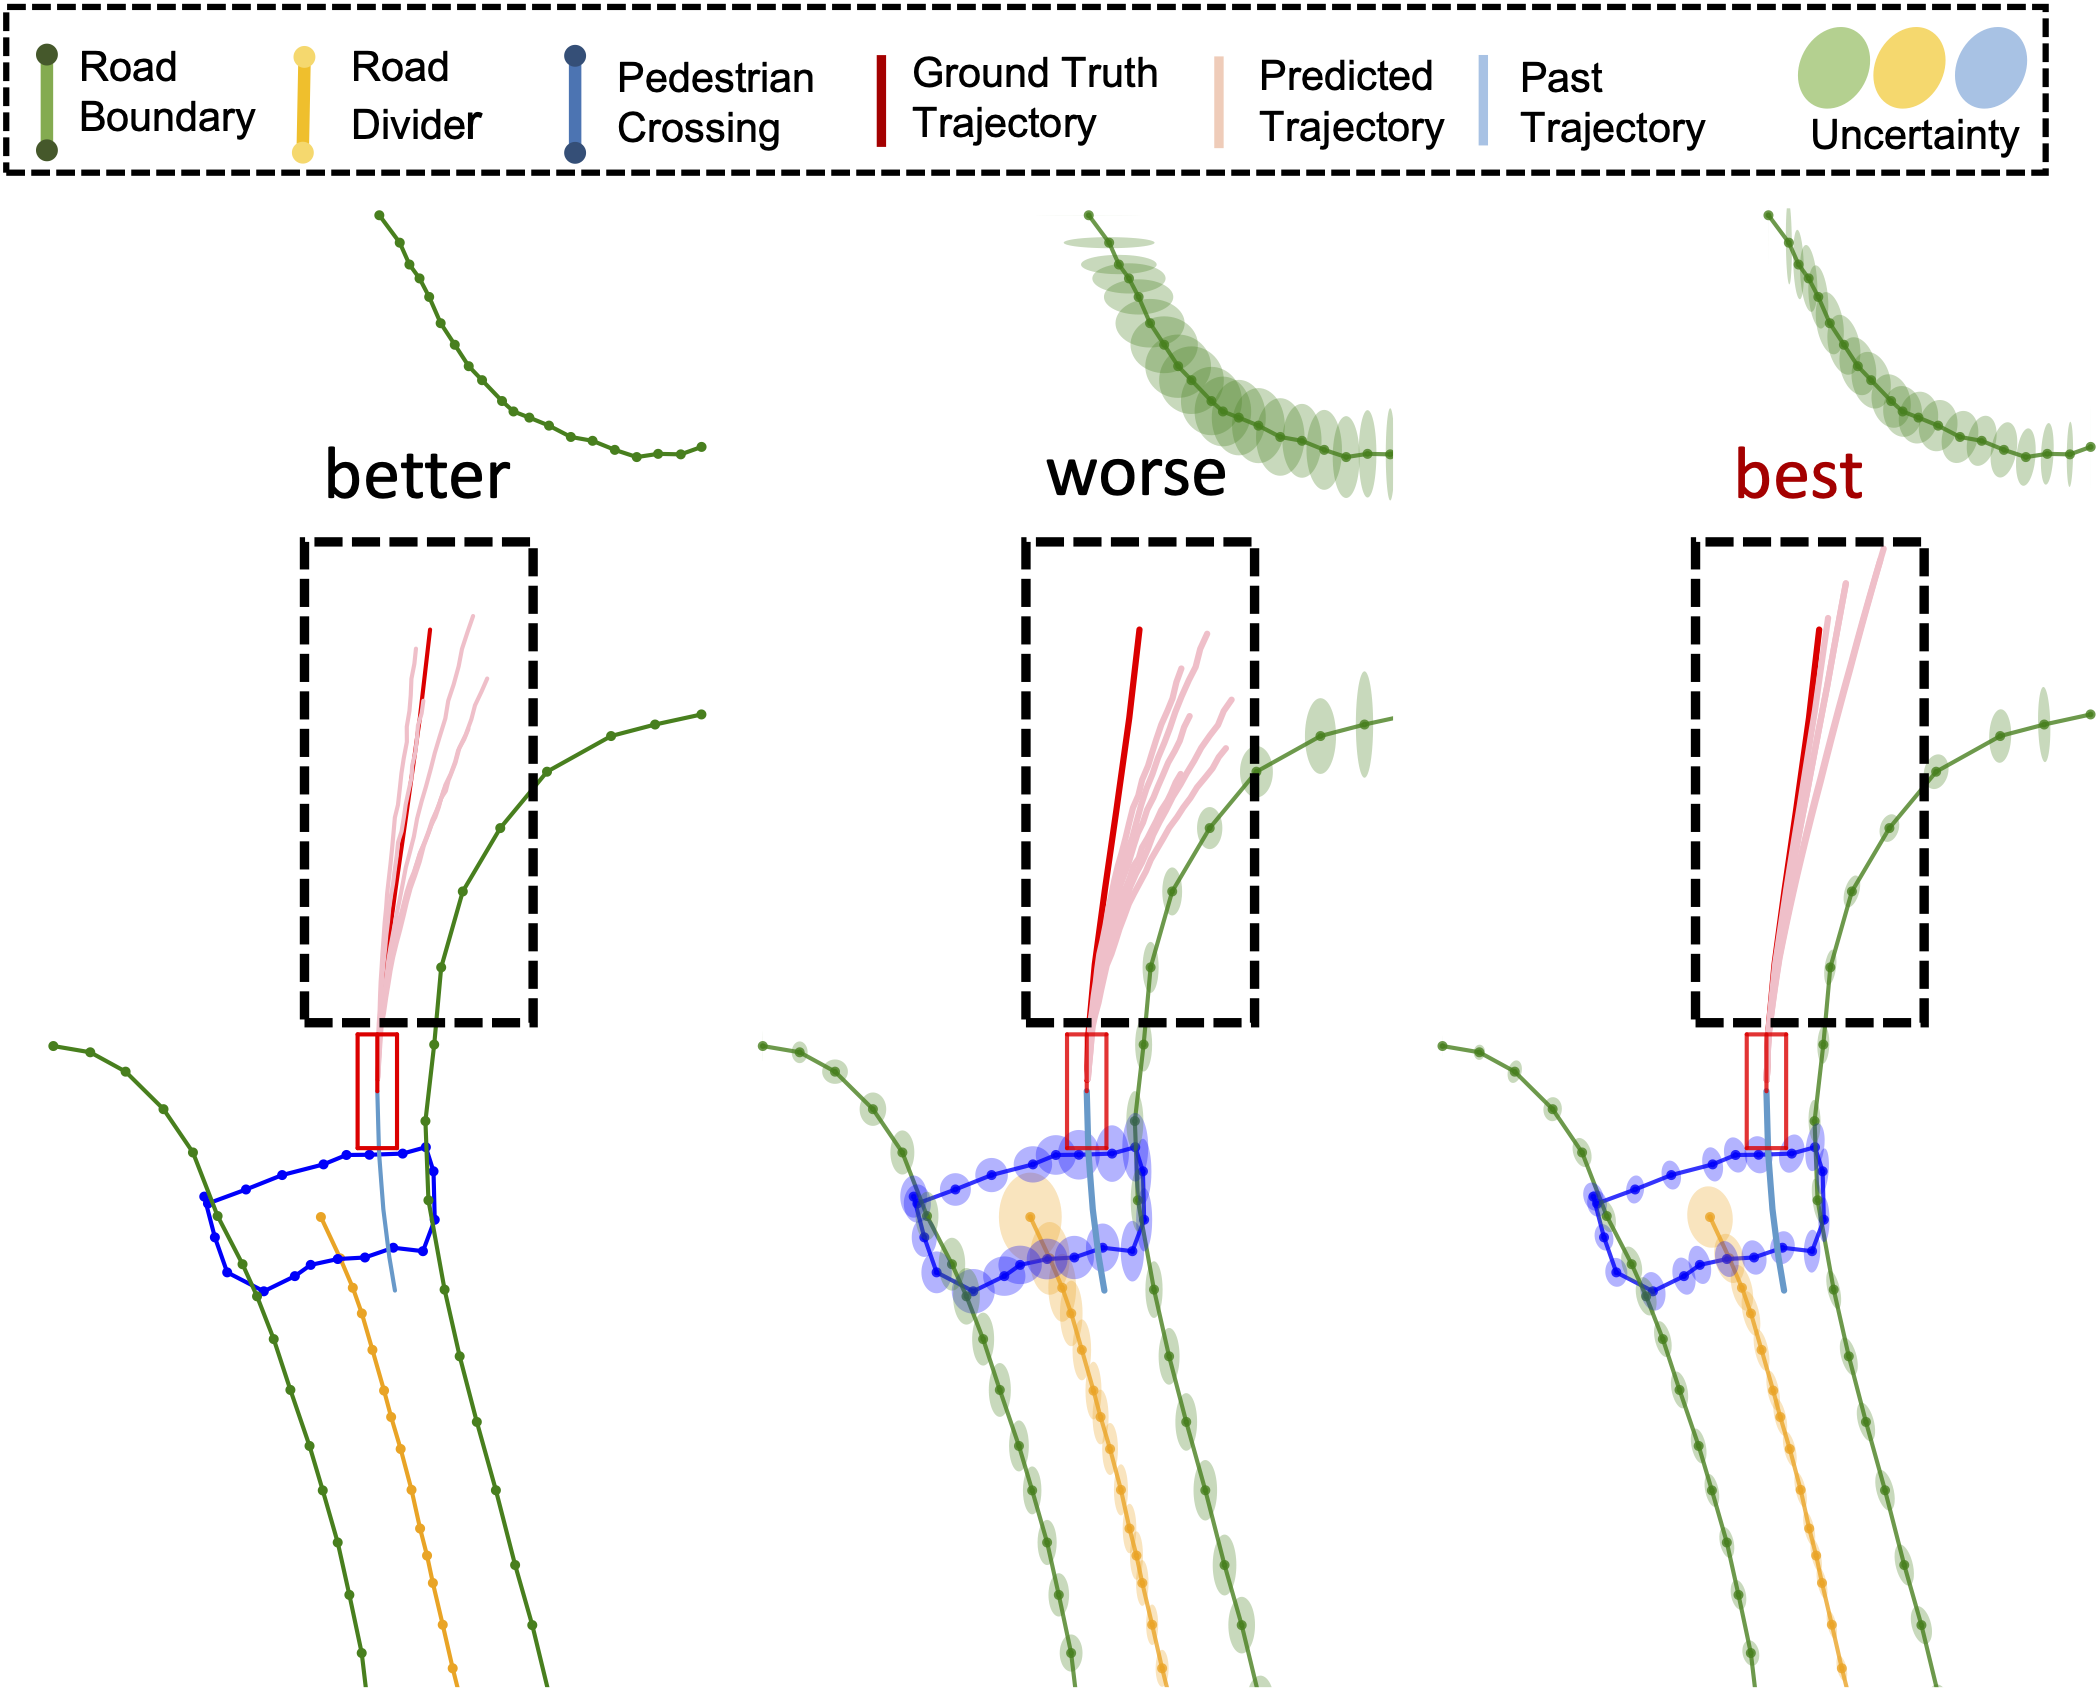 Road
Boundary
Road
Divider
Pedestrian
Crossing
Ground Truth
Trajectory
Predicted
Trajectory
Past
Trajectory
Uncertainty
better
worse
best